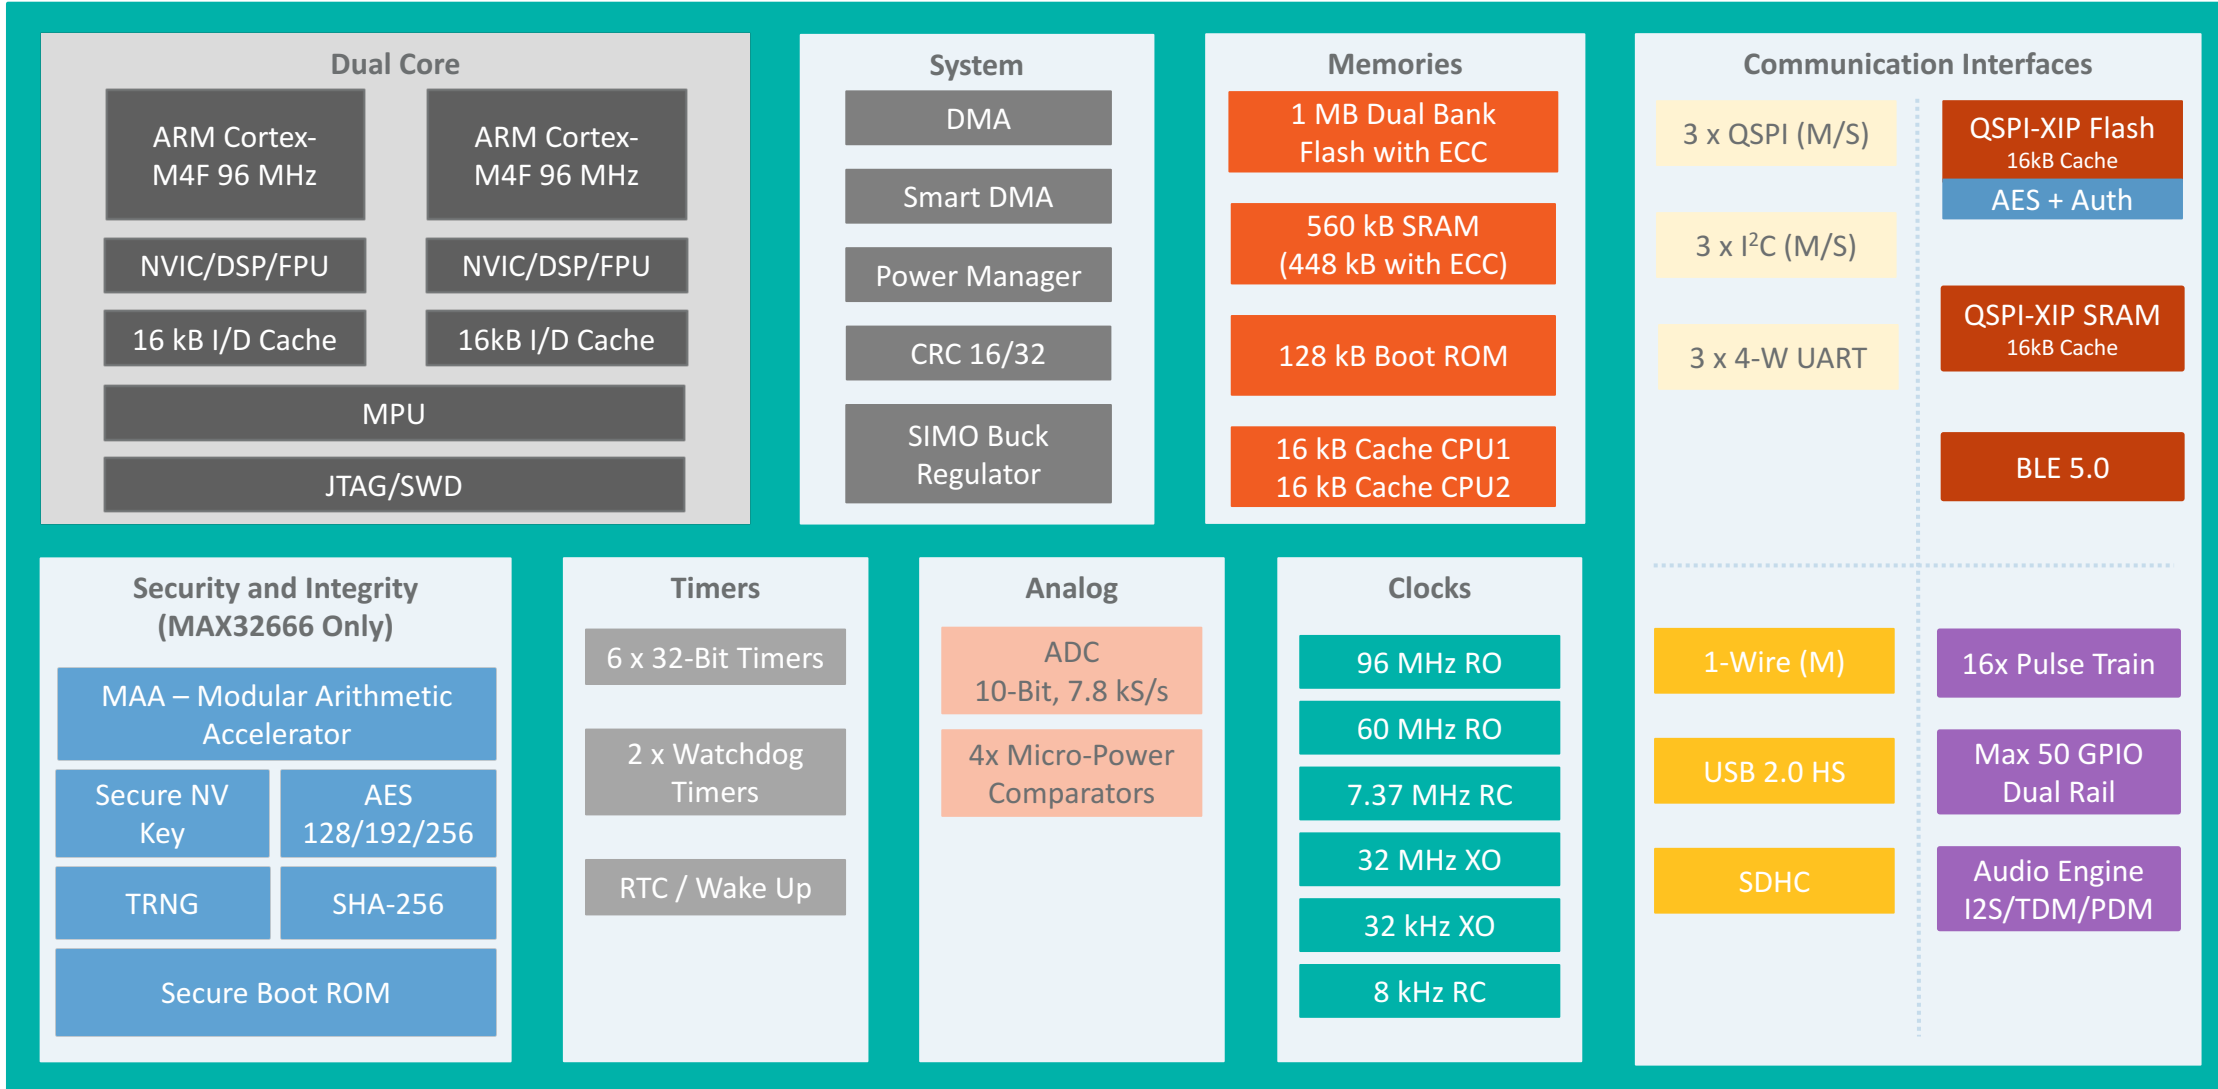 Dual Core
ARM Cortex-
M4F 96 MHz
ARM Cortex-
M4F 96 MHz
NVIC/DSP/FPU
NVIC/DSP/FPU
16 kB I/D Cache
16kB I/D Cache
MPU
JTAG/SWD
System
DMA
Smart DMA
Power Manager
CRC 16/32
SIMO Buck
Regulator
Memories
1 MB Dual Bank
Flash with ECC
560 kB SRAM
(448 kB with ECC)
128 kB Boot ROM
16 kB Cache CPU1
16 kB Cache CPU2
Communication Interfaces
3 x QSPI (M/S)
3 x I²C (M/S)
3 x 4-W UART
QSPI-XIP Flash
16kB Cache
AES + Auth
QSPI-XIP SRAM
16kB Cache
BLE 5.0
1-Wire (M)
USB 2.0 HS
SDHC
16x Pulse Train
Max 50 GPIO
Dual Rail
Audio Engine
I2S/TDM/PDM
Security and Integrity
(MAX32666 Only)
MAA – Modular Arithmetic
Accelerator
Secure NV
Key
AES
128/192/256
TRNG
SHA-256
Secure Boot ROM
Timers
6 x 32-Bit Timers
2 x Watchdog
Timers
RTC / Wake Up
Analog
ADC
10-Bit, 7.8 kS/s
4x Micro-Power
Comparators
Clocks
96 MHz RO
60 MHz RO
7.37 MHz RC
32 MHz XO
32 kHz XO
8 kHz RC